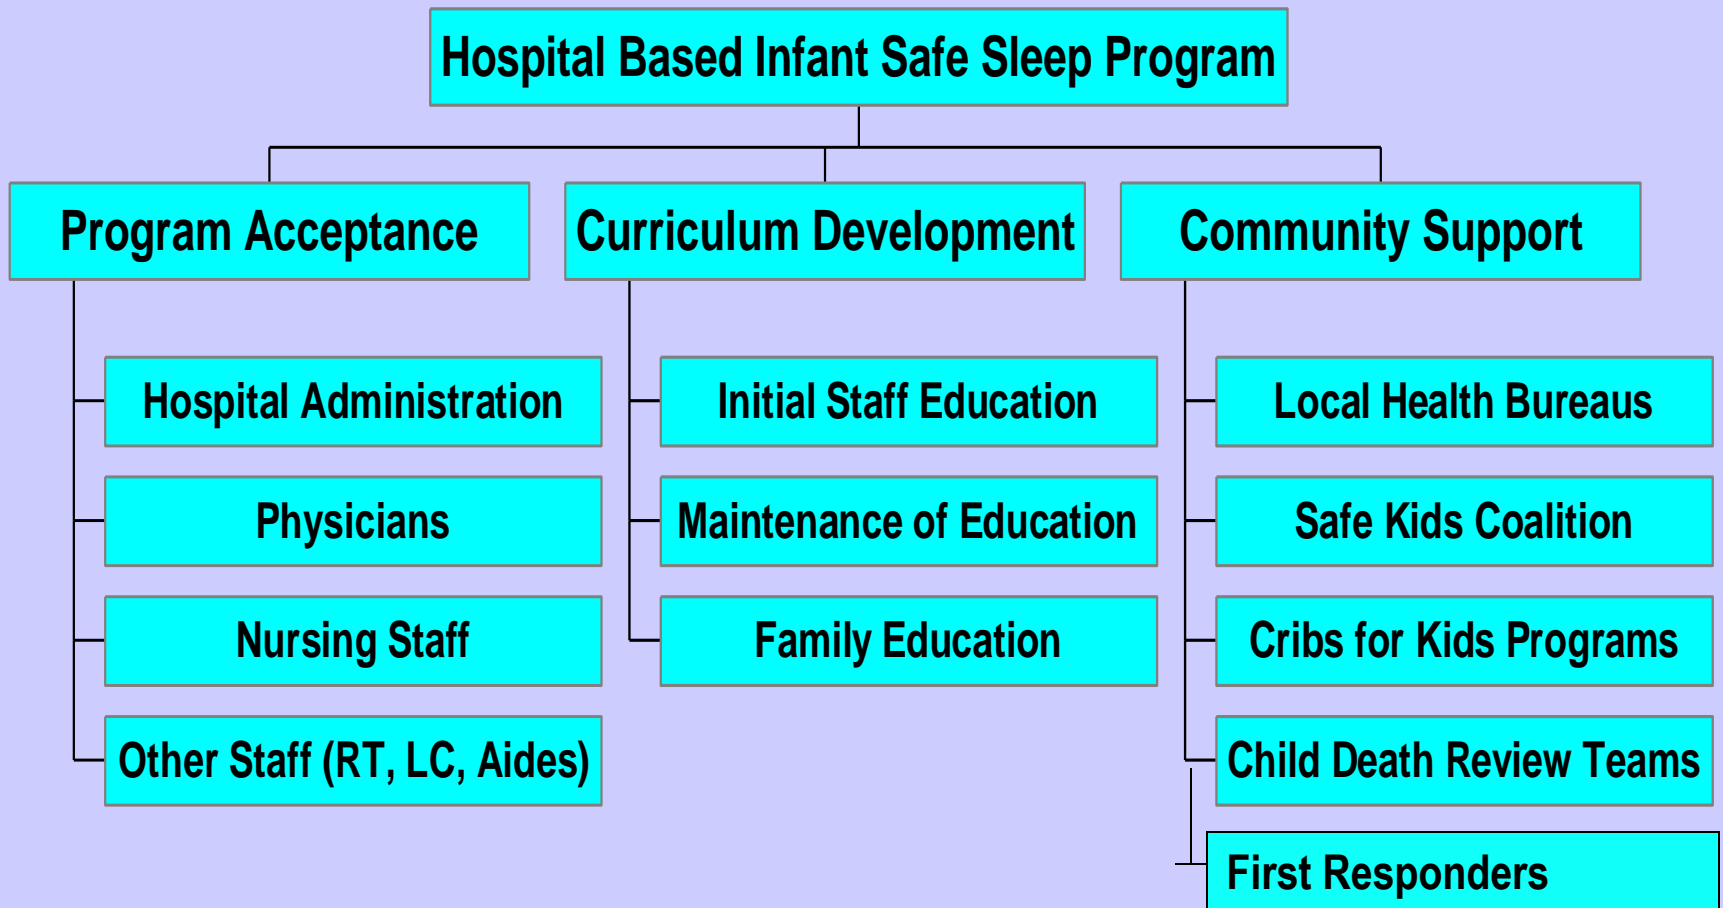 Hospital Based Infant Safe Sleep Program
Program Acceptance
Hospital Administration
Physicians
Nursing Staff
Other Staff (RT, LC, Aides)
Curriculum Development
Initial Staff Education
Maintenance of Education
Family Education
Community Support
Local Health Bureaus
Safe Kids Coalition
Cribs for Kids Programs
Child Death Review Teams
First Responders